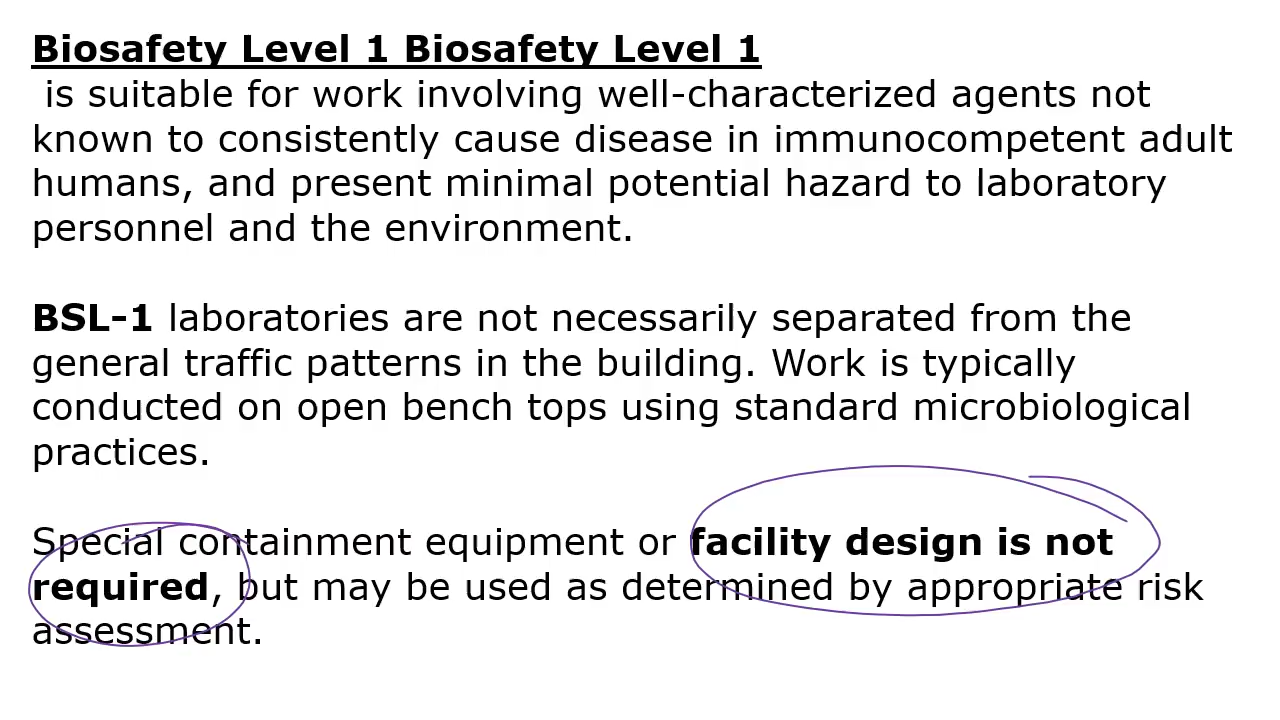 Biosafety Level 1 Biosafety Level 1
is suitable for work involving well-characterized agents not
known to consistently cause disease in immunocompetent adult
humans, and present minimal potential hazard to laboratory
personnel and the environment.
BSL-1 laboratories are not necessarily separated from the
general traffic patterns in the building. Work is typically
conducted on open bench tops using standard microbiological
practices.
Special containment equipment or facility design is not
required, but may be used as determined by appropriate risk
assessment.